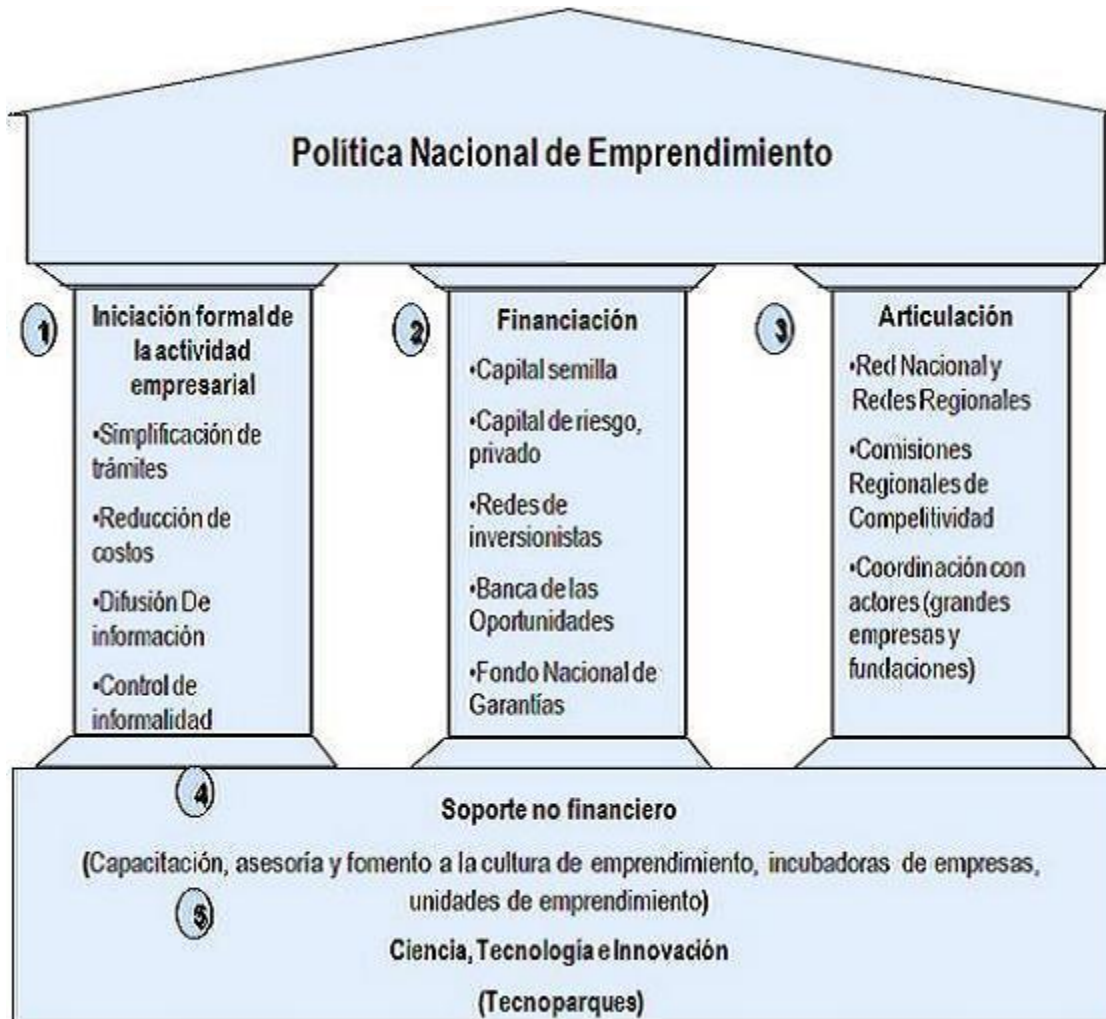 Política Nacional de Emprendimiento
1
Iniciación formal de
la actividad
empresarial
•Simplificación de
trámites
•Reducción de
costos
•Difusión De
información
•Control de
informalidad
2
Financiación
•Capital semilla
•Capital de riesgo,
privado
•Redes de
inversionistas
•Banca de las
Oportunidades
•Fondo Nacional de
Garantías
3
Articulación
•Red Nacional y
Redes Regionales
•Comisiones
Regionales de
Competitividad
•Coordinación con
actores (grandes
empresas y
fundaciones)
4
Soporte no financiero
(Capacitación, asesoría y fomento a la cultura de emprendimiento, incubadoras de empresas,
unidades de emprendimiento)
5
Ciencia, Tecnología e Innovación
(Tecnoparques)